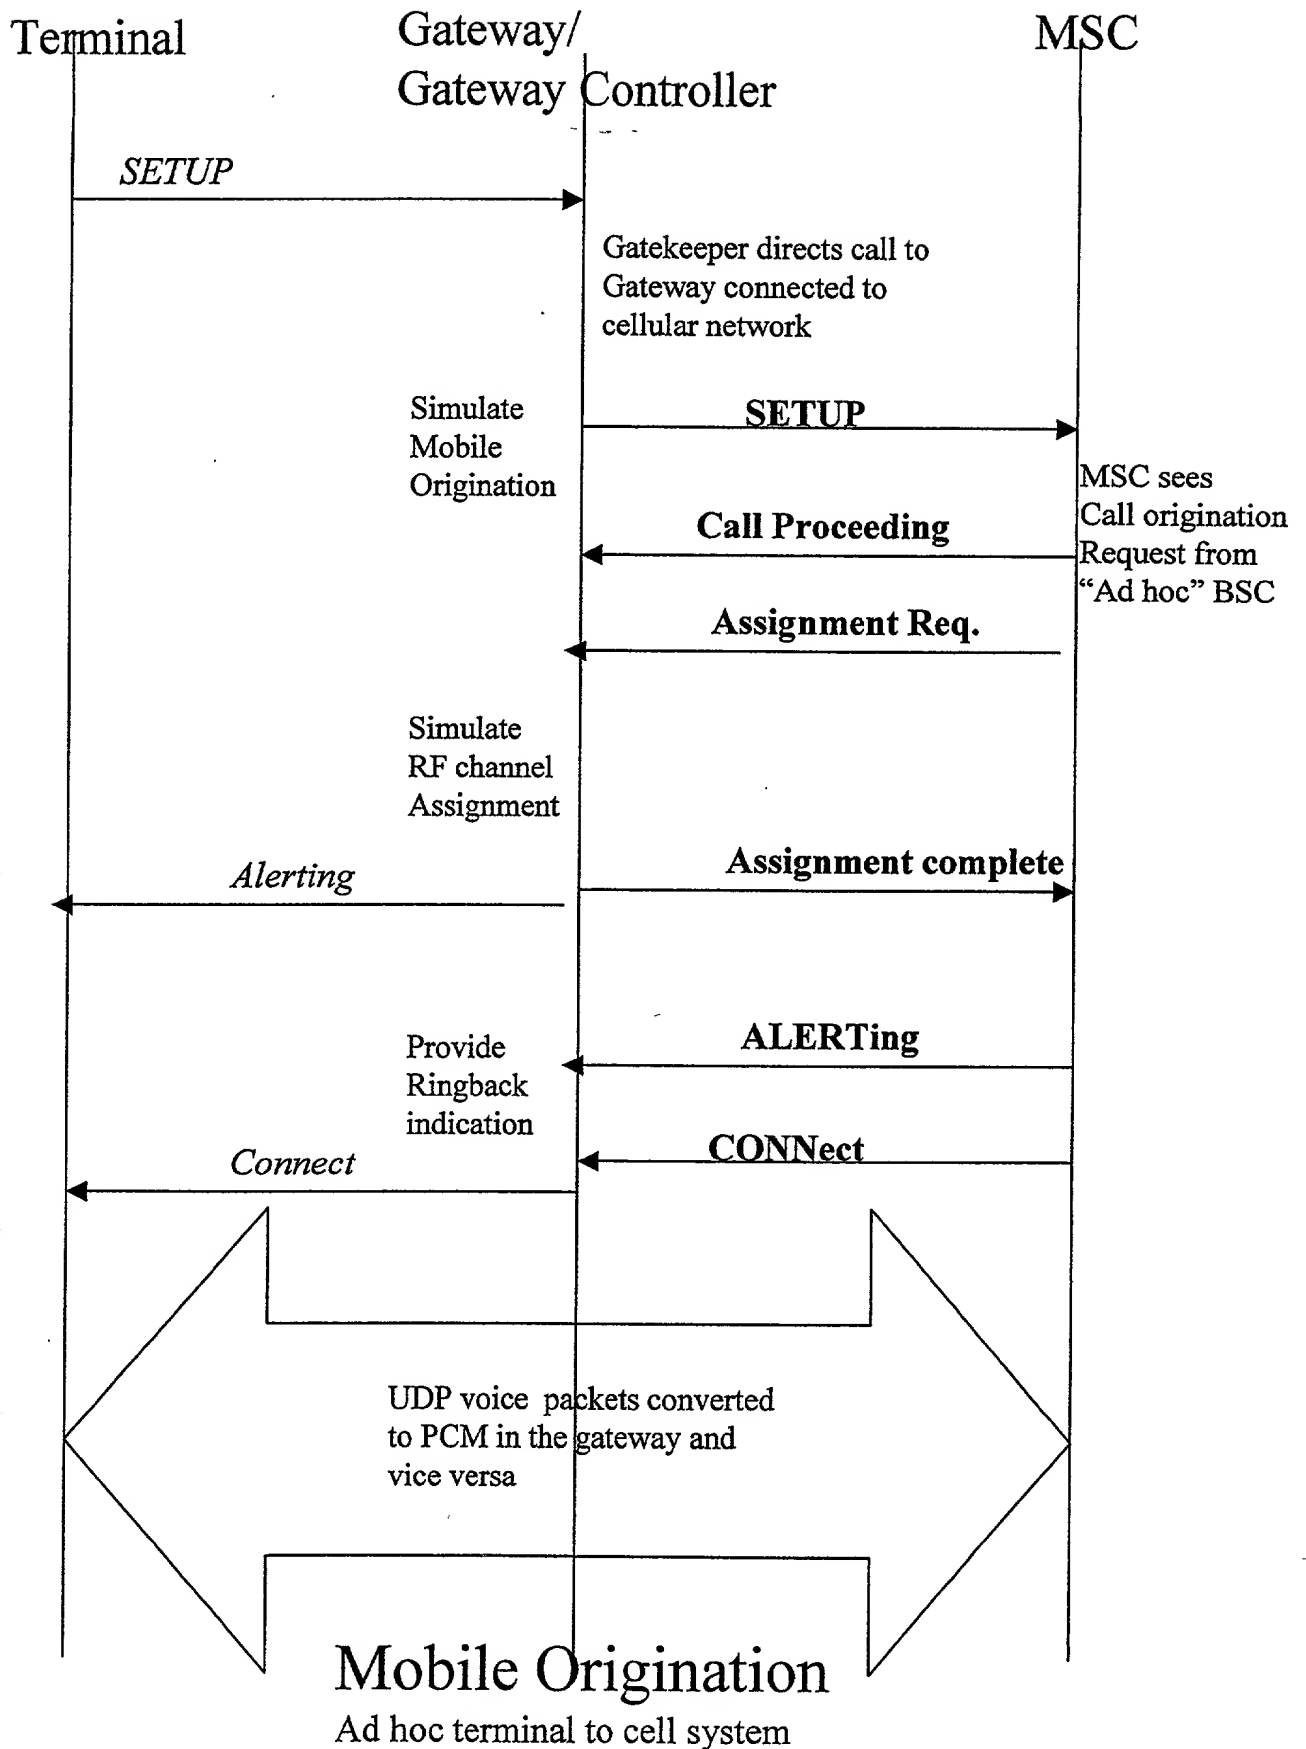 Terminal
Gateway/
Gateway Controller
MSC
SETUP
Gatekeeper directs call to
Gateway connected to
cellular network
Simulate
Mobile
Origination
SETUP
MSC sees
Call origination
Request from
“Ad hoc” BSC
Call Proceeding
Assignment Req.
Simulate
RF channel
Assignment
Assignment complete
Alerting
ALERTing
Provide
Ringback
indication
CONNect
Connect
UDP voice packets converted
to PCM in the gateway and
vice versa
Mobile Origination
Ad hoc terminal to cell system